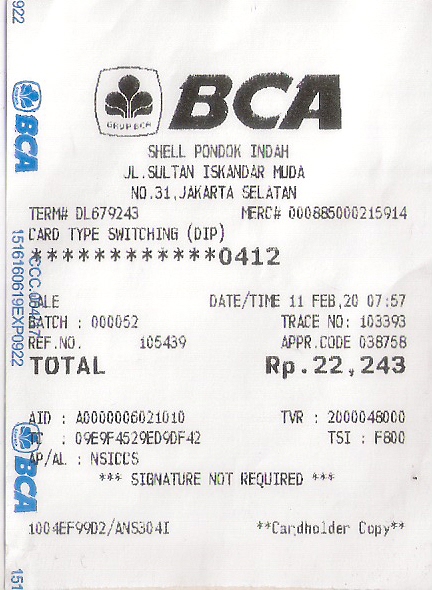 GRUP BCA
BCA
SHELL PONDOK INDAH
JL.SULTAN ISKANDAR MUDA
NO.31,JAKARTA SELATAN
TERM# DL679243 MERC# 000885000215914
CARD TYPE SWITCHING (DIP)
************0412
SALE DATE/TIME 11 FEB,20 07:57
BATCH : 000052 TRACE NO: 103393
REF.NO. 105439 APPR.CODE 038758
TOTAL Rp.22,243
AID : A0000006021010 TVR : 2000048000
TC : 09E9F4529ED9DF42 TSI : F800
AP/AL : NSICCS
*** SIGNATURE NOT REQUIRED ***
1004EF99D2/ANS304I **Cardholder Copy**
922
BCA
1516160619EXP0922
BCA
151